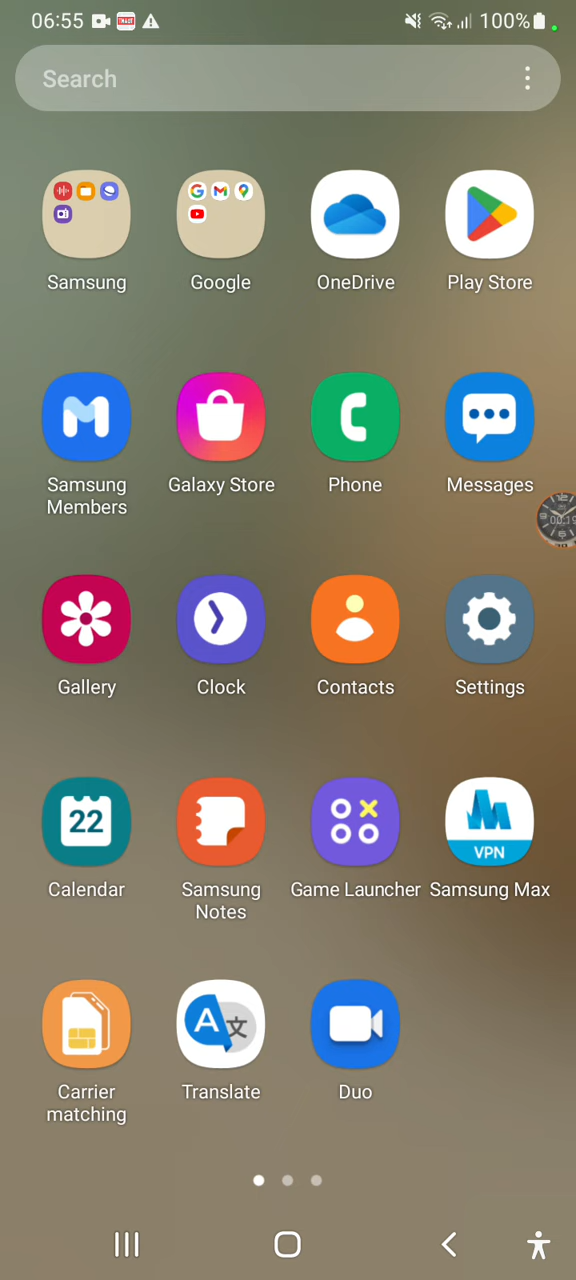 06:55
100%
Search
Samsung
Google
OneDrive
Play Store
Samsung
Members
Galaxy Store
Phone
Messages
Gallery
Clock
Contacts
Settings
22
Calendar
Samsung
Notes
Game Launcher
VPN
Samsung Max
Carrier
matching
A 文
Translate
Duo